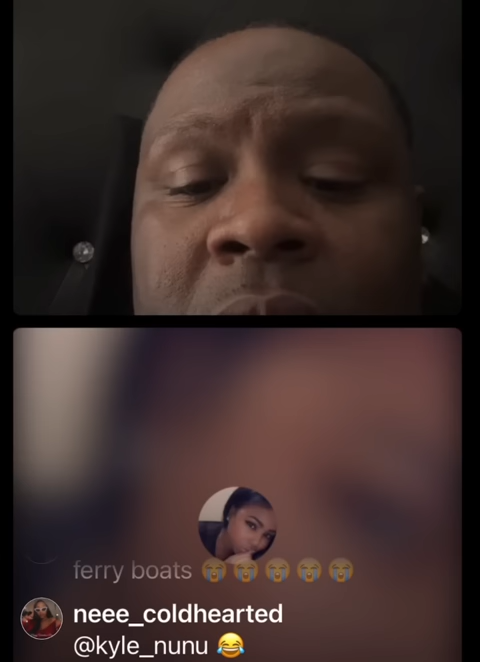 ferry boats 😭😭😭😭😭
neee_coldhearted
@kyle_nunu 😂